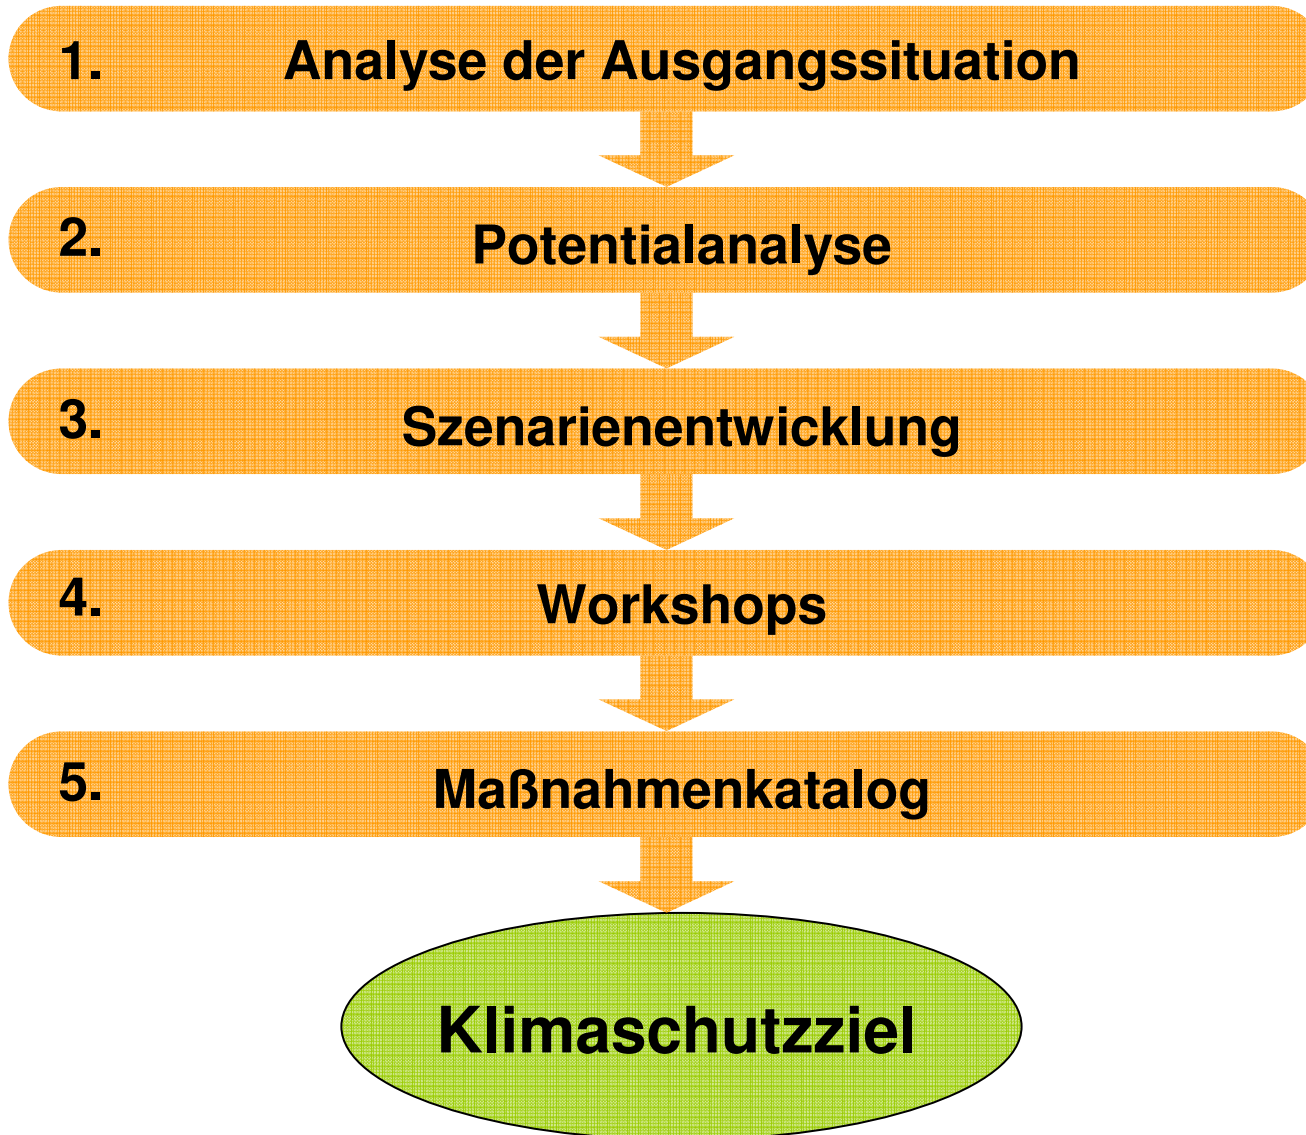 1. Analyse der Ausgangssituation
2. Potentialanalyse
3. Szenarienentwicklung
4. Workshops
5. Maßnahmenkatalog
Klimaschutzziel